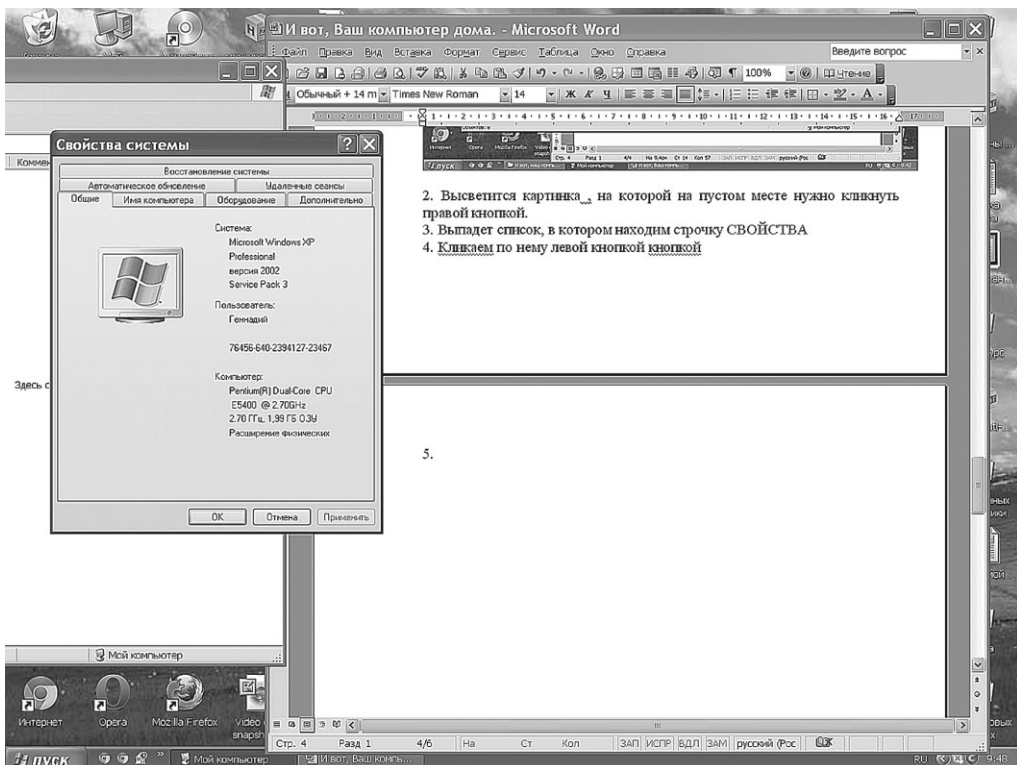 И вот, Ваш компьютер дома. - Microsoft Word
Файл Правка Вид Вставка Формат Сервис Таблица Окно Справка
Введите вопрос
100%
Чтение
Обычный + 14 п
Times New Roman
14
Ж К Ч
Коммен
Свойства системы
Восстановление системы
Автоматическое обновление
Удаленные сеансы
Общие
Имя компьютера
Оборудование
Дополнительно
Система:
Microsoft Windows XP
Professional
версия 2002
Service Pack 3
Пользователь:
Геннадий
76456-640-2394127-23467
Компьютер:
Pentium(R) Dual-Core CPU
E5400 @ 2.70GHz
2.70 ГГц, 1,99 ГБ ОЗУ
Расширение физических
ОК
Отмена
Применить
Здесь с
2. Высветится картинка , на которой на пустом месте нужно кликнуть
правой кнопкой.
3. Выпадет список, в котором находим строчку СВОЙСТВА
4. Кликаем по нему левой кнопкой кнопкой
5.
Мой компьютер
Интернет
Opera
Mozilla Firefox
Video
snapsh
Стр. 4 Разд 1 4/6 На Ст Кол ЗАП ИСПР ВДЛ ЗАМ русский (Рос
пуск
Мой компьютер
И вот, Ваш компь...
RU
9:48